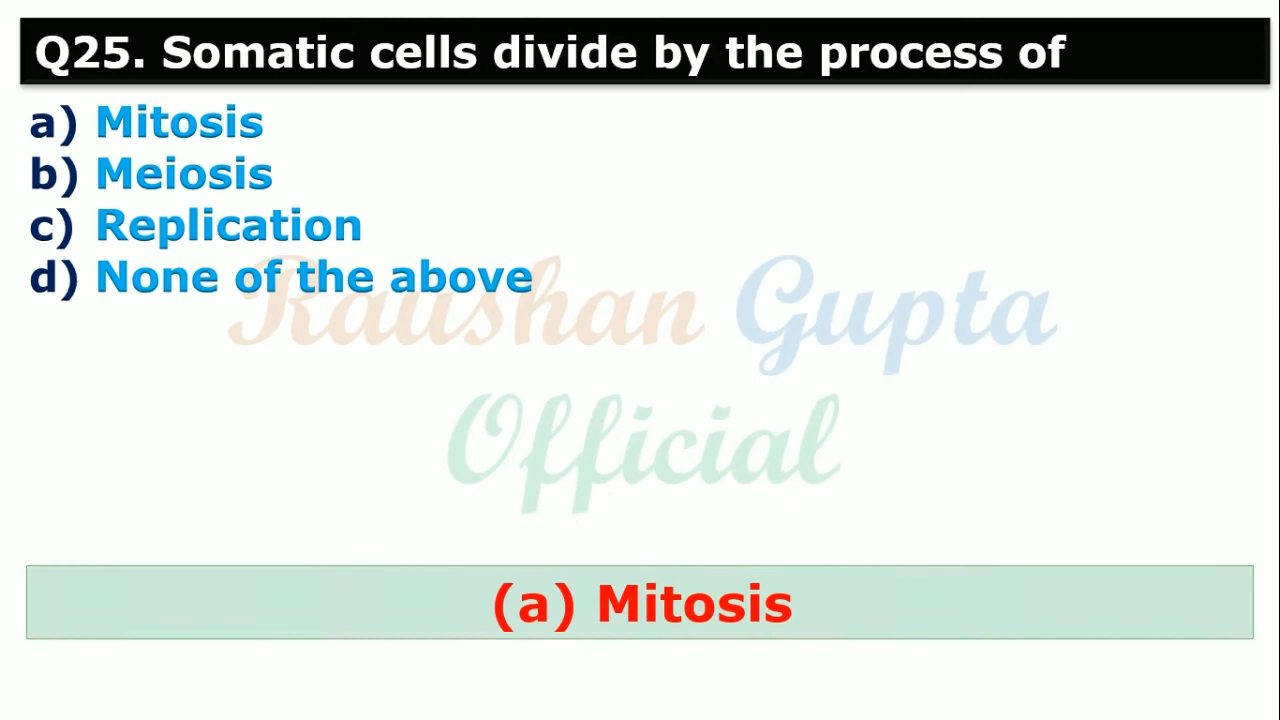 Q25. Somatic cells divide by the process of
a) Mitosis
b) Meiosis
c) Replication
d) None of the above
Raushan Gupta
Official
(a) Mitosis